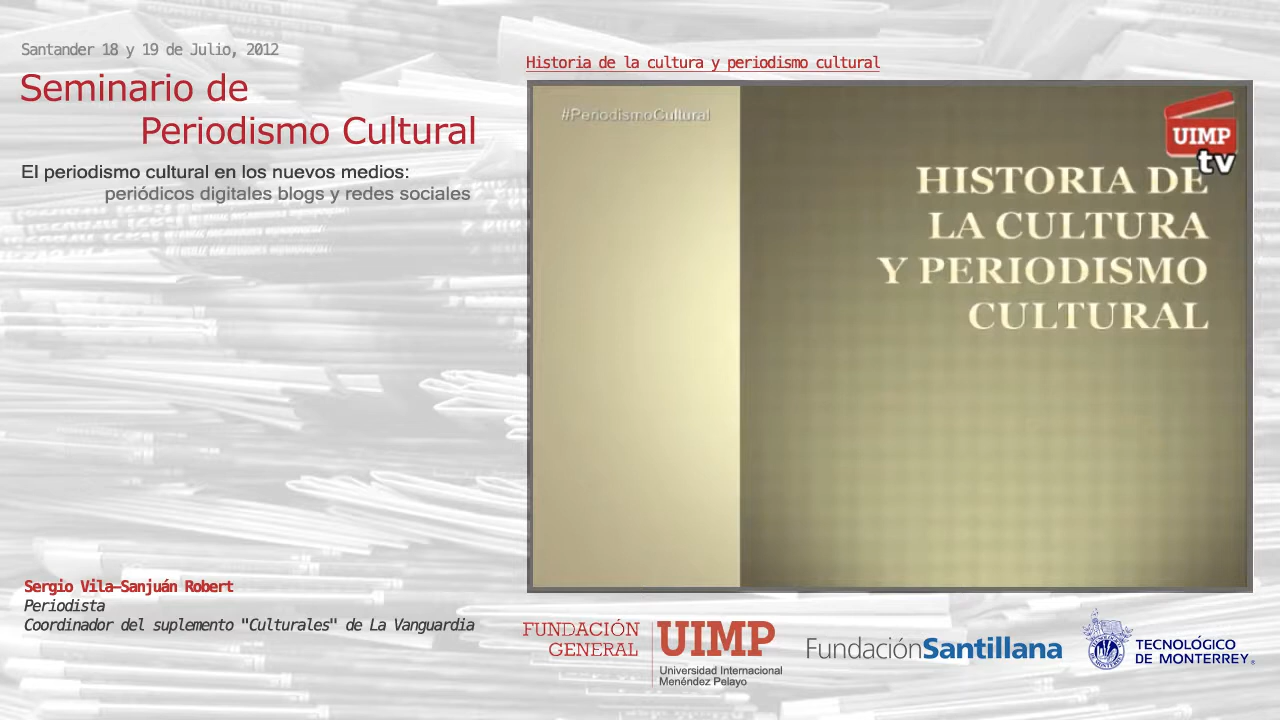 Santander 18 y 19 de Julio, 2012
Seminario de
Periodismo Cultural
El periodismo cultural en los nuevos medios:
periódicos digitales blogs y redes sociales
Historia de la cultura y periodismo cultural
#PeriodismoCultural
UIMP
tv
HISTORIA DE
LA CULTURA
Y PERIODISMO
CULTURAL
Sergio Vila-Sanjuán Robert
Periodista
Coordinador del suplemento "Culturales" de La Vanguardia
FUNDACIÓN
GENERAL
UIMP
Universidad Internacional
Menéndez Pelayo
FundaciónSantillana
TECNOLÓGICO
DE MONTERREY®